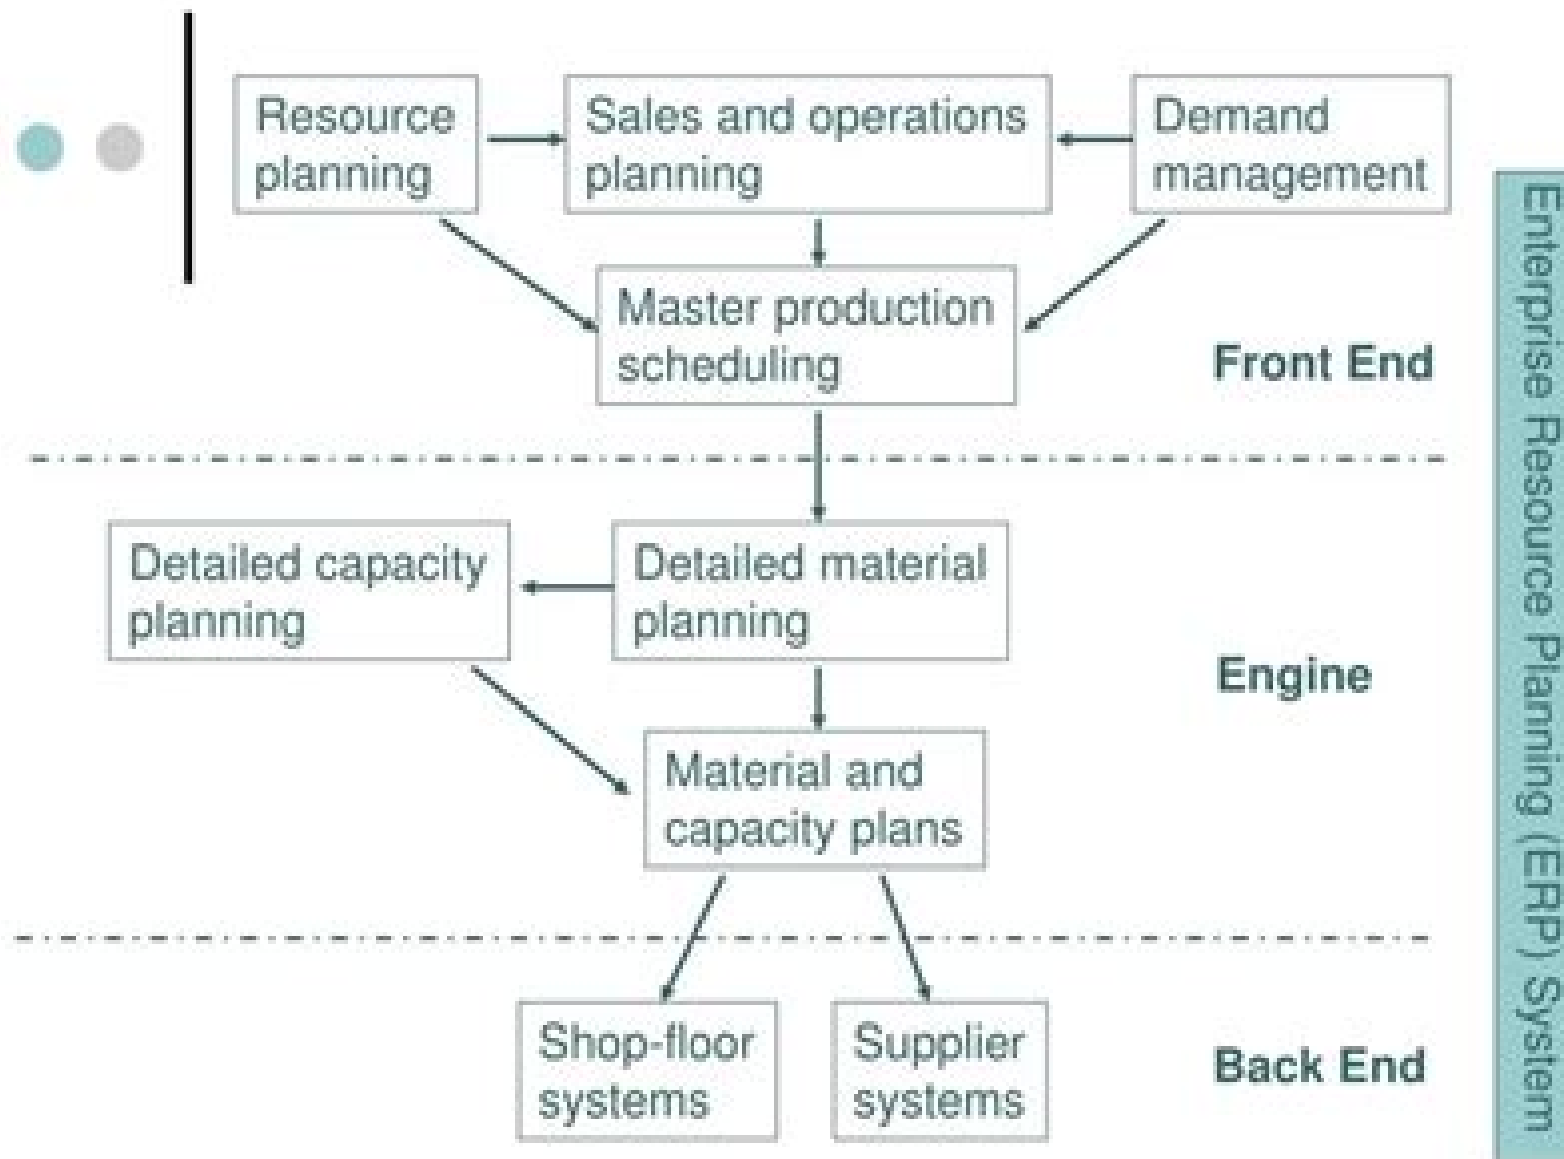 Resource
planning
Sales and operations
planning
Demand
management
Master production
scheduling
Front End
Detailed capacity
planning
Detailed material
planning
Engine
Material and
capacity plans
Shop-floor
systems
Supplier
systems
Back End
Enterprise Resource Planning (ERP) System